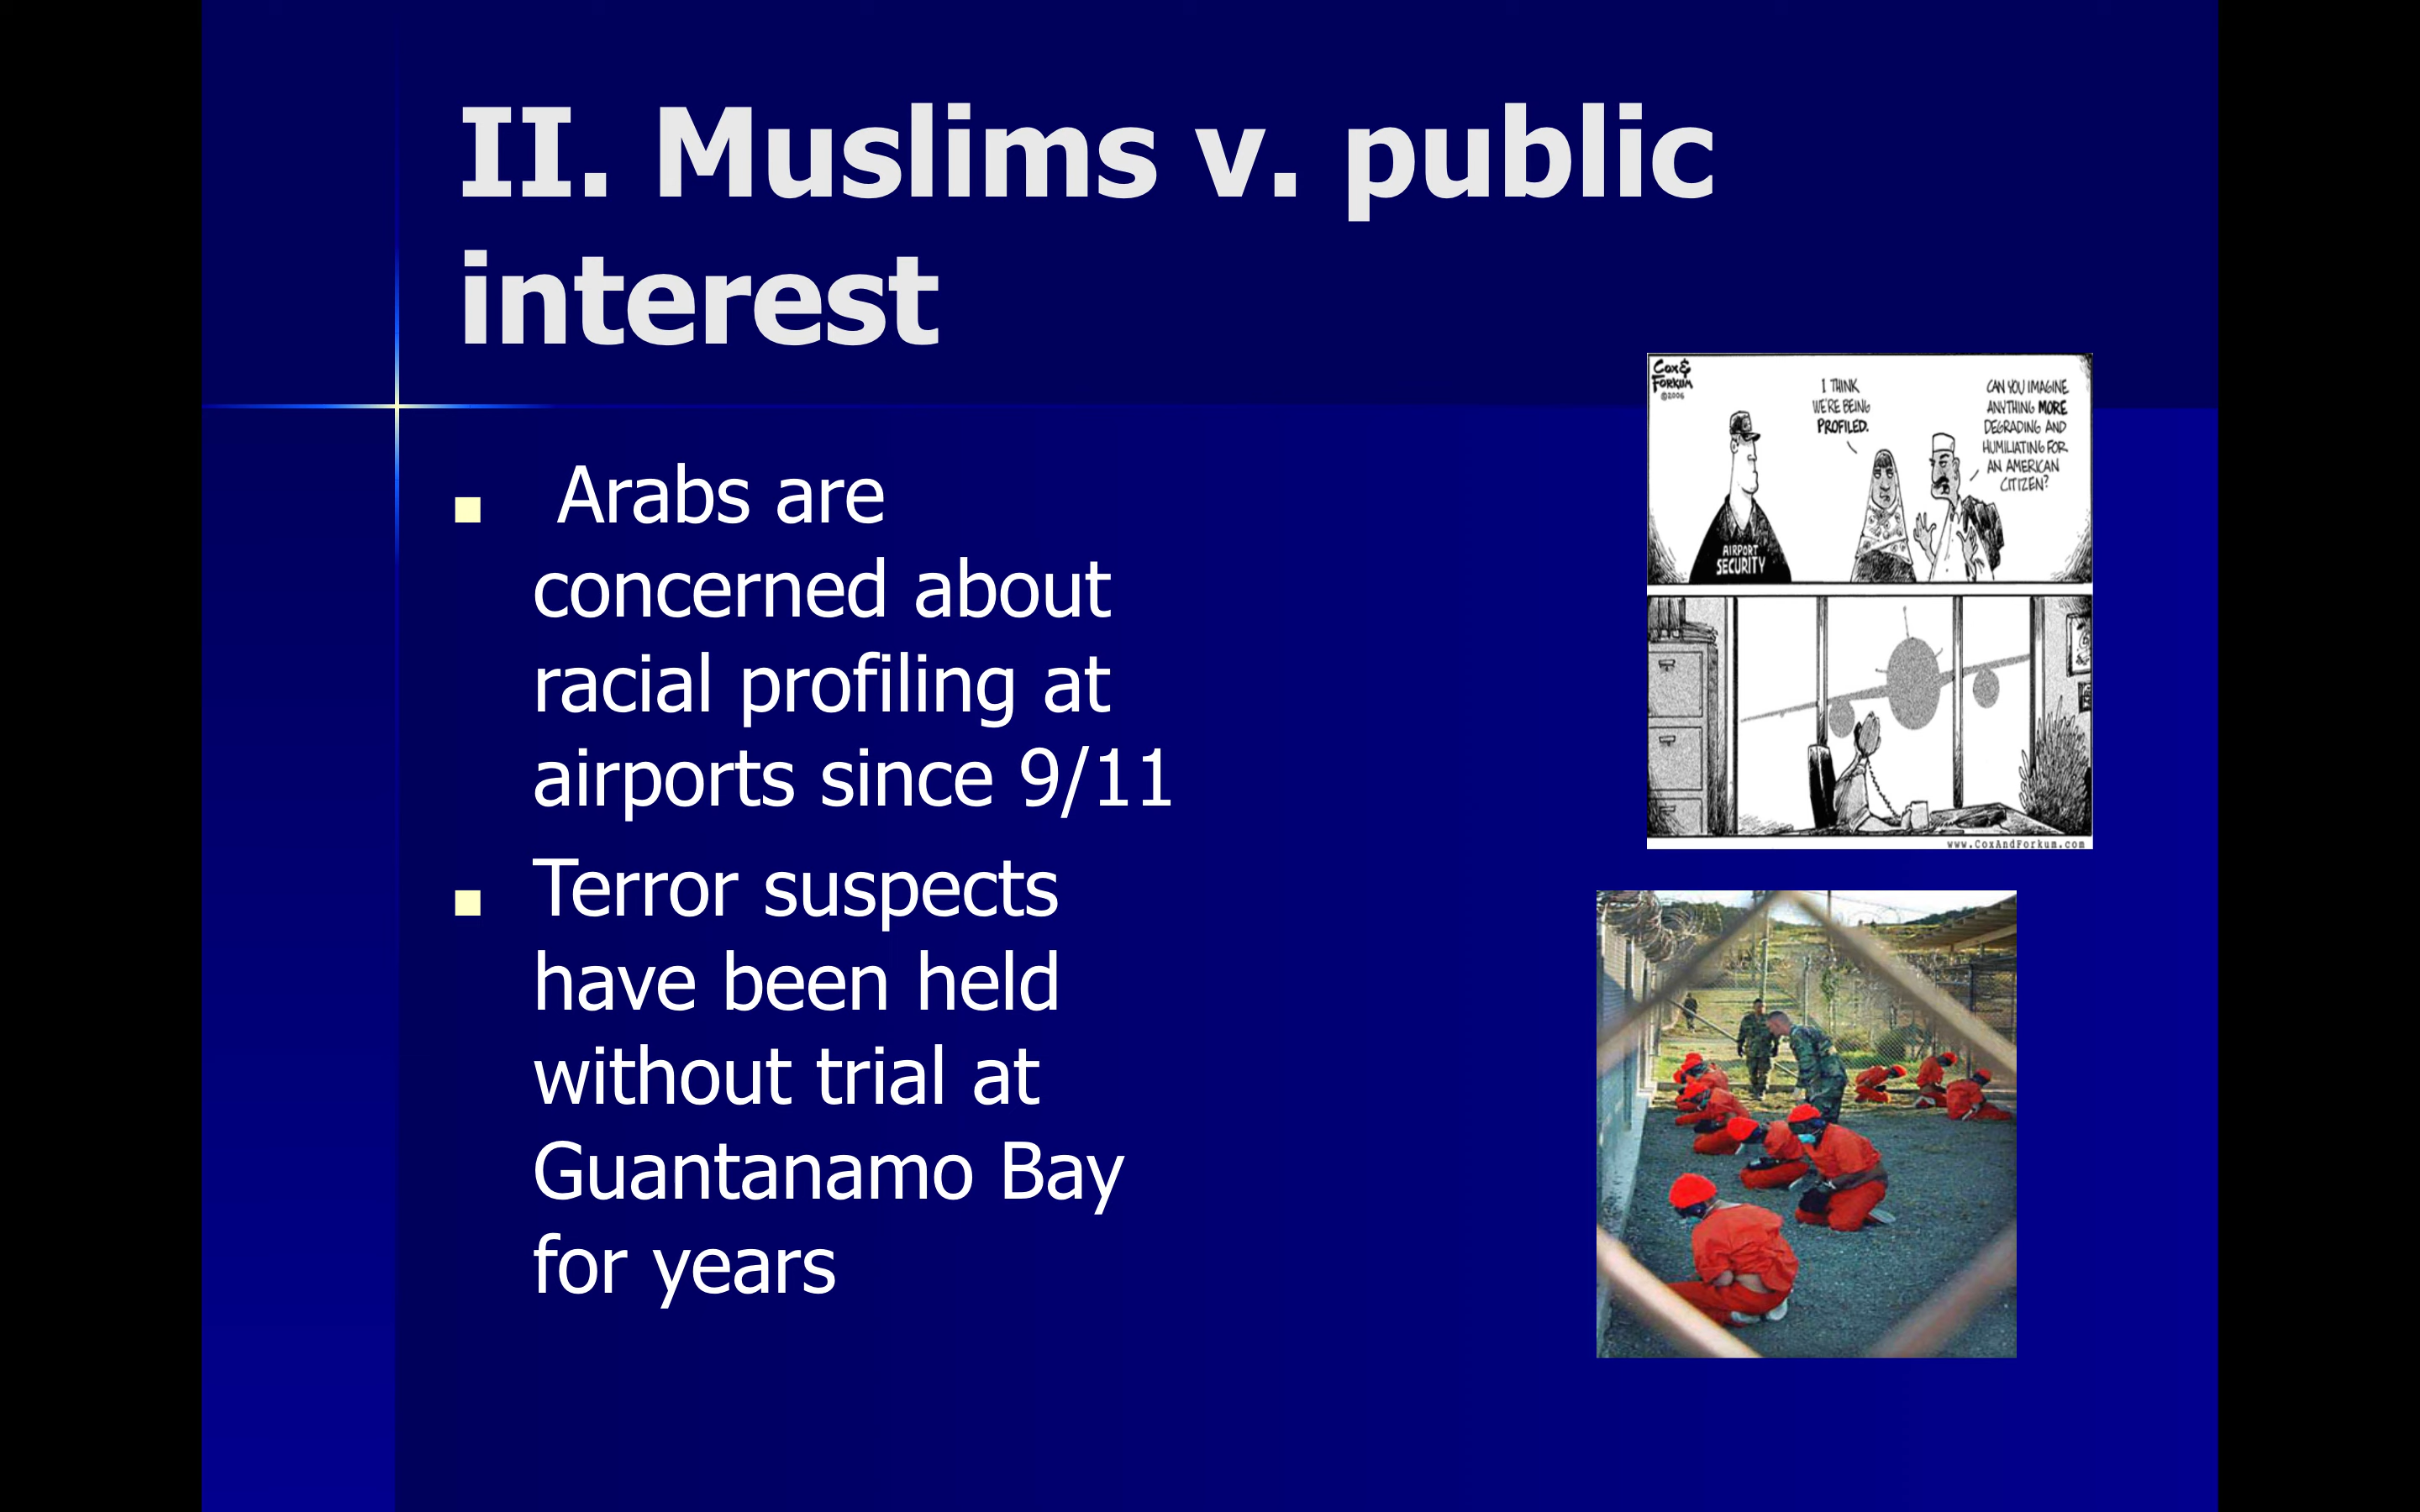 II. Muslims v. public
interest
Arabs are
concerned about
racial profiling at
airports since 9/11
Terror suspects
have been held
without trial at
Guantanamo Bay
for years
Cox&
Forkum
©2006
I THINK
WE'RE BEING
PROFILED.
CAN YOU IMAGINE
ANYTHING MORE
DEGRADING AND
HUMILIATING FOR
AN AMERICAN
CITIZEN?
AIRPORT
SECURITY
www.CoxAndForkum.com